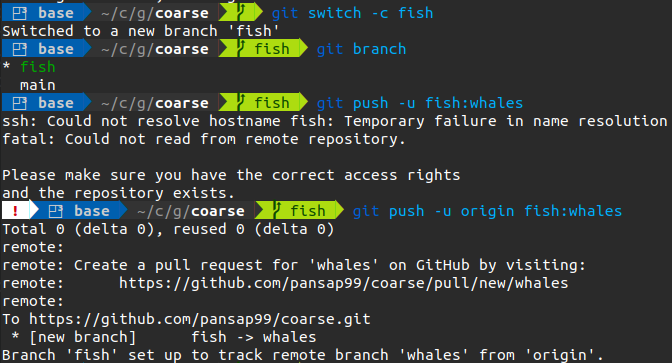 base ~/c/g/coarse git switch -c fish
Switched to a new branch 'fish'
base ~/c/g/coarse fish git branch
* fish
main
base ~/c/g/coarse fish git push -u fish:whales
ssh: Could not resolve hostname fish: Temporary failure in name resolution
fatal: Could not read from remote repository.
Please make sure you have the correct access rights
and the repository exists.
! base ~/c/g/coarse fish git push -u origin fish:whales
Total 0 (delta 0), reused 0 (delta 0)
remote:
remote: Create a pull request for 'whales' on GitHub by visiting:
remote: https://github.com/pansap99/coarse/pull/new/whales
remote:
To https://github.com/pansap99/coarse.git
* [new branch] fish -> whales
Branch 'fish' set up to track remote branch 'whales' from 'origin'.